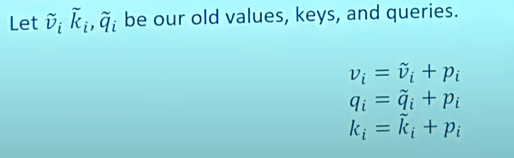 Let ṽᵢ k̃ᵢ, q̃ᵢ be our old values, keys, and queries.
vᵢ = ṽᵢ + pᵢ
qᵢ = q̃ᵢ + pᵢ
kᵢ = k̃ᵢ + pᵢ